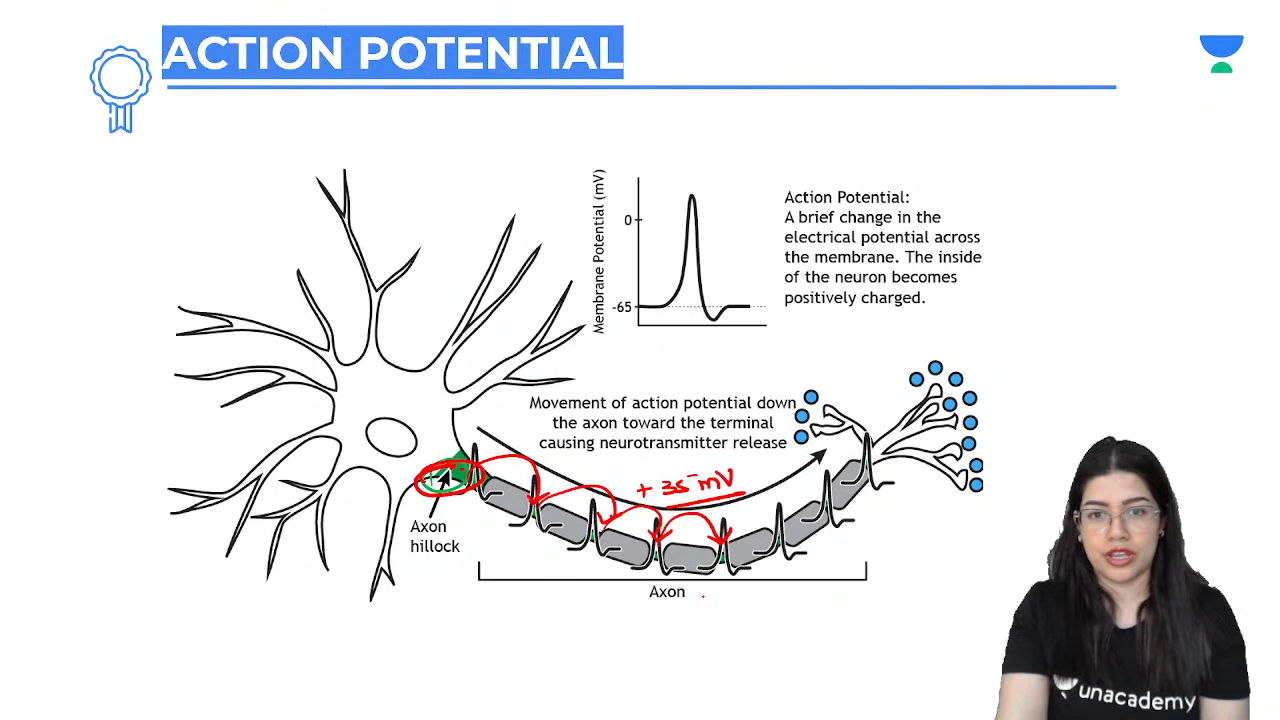 ACTION POTENTIAL
Membrane Potential (mV)
0
-65
Action Potential:
A brief change in the
electrical potential across
the membrane. The inside
of the neuron becomes
positively charged.
Movement of action potential down
the axon toward the terminal
causing neurotransmitter release
+ 35 mV
Axon
hillock
Axon
unacademy